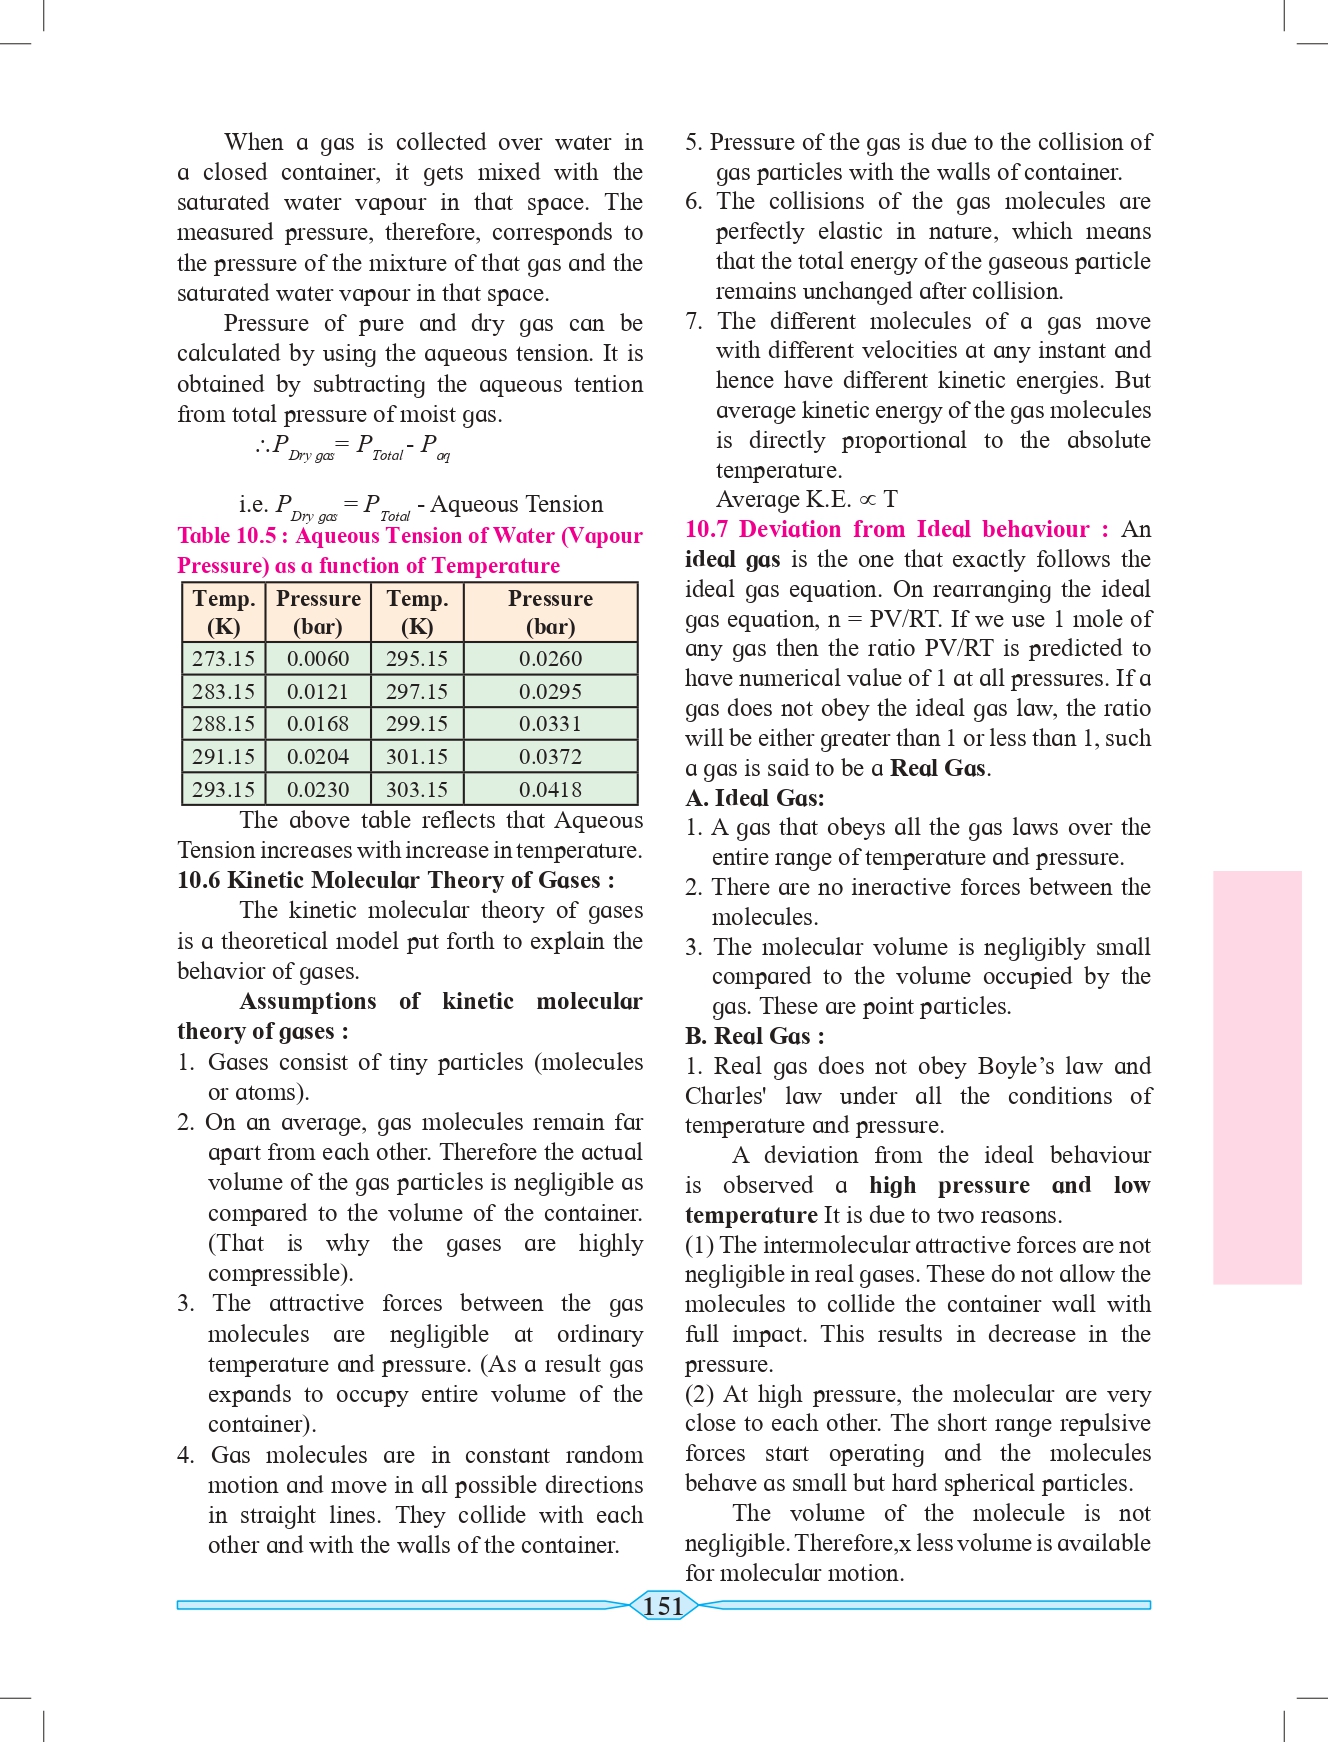 When a gas is collected over water in
a closed container, it gets mixed with the
saturated water vapour in that space. The
measured pressure, therefore, corresponds to
the pressure of the mixture of that gas and the
saturated water vapour in that space.
Pressure of pure and dry gas can be
calculated by using the aqueous tension. It is
obtained by subtracting the aqueous tention
from total pressure of moist gas.
∴P Dry gas = P Total - P aq
i.e. P Dry gas = P Total - Aqueous Tension
Table 10.5 : Aqueous Tension of Water (Vapour
Pressure) as a function of Temperature
Temp. Pressure Temp. Pressure
(K) (bar) (K) (bar)
273.15 0.0060 295.15 0.0260
283.15 0.0121 297.15 0.0295
288.15 0.0168 299.15 0.0331
291.15 0.0204 301.15 0.0372
293.15 0.0230 303.15 0.0418
The above table reflects that Aqueous
Tension increases with increase in temperature.
10.6 Kinetic Molecular Theory of Gases :
The kinetic molecular theory of gases
is a theoretical model put forth to explain the
behavior of gases.
Assumptions of kinetic molecular
theory of gases :
1. Gases consist of tiny particles (molecules
or atoms).
2. On an average, gas molecules remain far
apart from each other. Therefore the actual
volume of the gas particles is negligible as
compared to the volume of the container.
(That is why the gases are highly
compressible).
3. The attractive forces between the gas
molecules are negligible at ordinary
temperature and pressure. (As a result gas
expands to occupy entire volume of the
container).
4. Gas molecules are in constant random
motion and move in all possible directions
in straight lines. They collide with each
other and with the walls of the container.
5. Pressure of the gas is due to the collision of
gas particles with the walls of container.
6. The collisions of the gas molecules are
perfectly elastic in nature, which means
that the total energy of the gaseous particle
remains unchanged after collision.
7. The different molecules of a gas move
with different velocities at any instant and
hence have different kinetic energies. But
average kinetic energy of the gas molecules
is directly proportional to the absolute
temperature.
Average K.E. ∝ T
10.7 Deviation from Ideal behaviour : An
ideal gas is the one that exactly follows the
ideal gas equation. On rearranging the ideal
gas equation, n = PV/RT. If we use 1 mole of
any gas then the ratio PV/RT is predicted to
have numerical value of 1 at all pressures. If a
gas does not obey the ideal gas law, the ratio
will be either greater than 1 or less than 1, such
a gas is said to be a Real Gas.
A. Ideal Gas:
1. A gas that obeys all the gas laws over the
entire range of temperature and pressure.
2. There are no ineractive forces between the
molecules.
3. The molecular volume is negligibly small
compared to the volume occupied by the
gas. These are point particles.
B. Real Gas :
1. Real gas does not obey Boyle’s law and
Charles' law under all the conditions of
temperature and pressure.
A deviation from the ideal behaviour
is observed a high pressure and low
temperature It is due to two reasons.
(1) The intermolecular attractive forces are not
negligible in real gases. These do not allow the
molecules to collide the container wall with
full impact. This results in decrease in the
pressure.
(2) At high pressure, the molecular are very
close to each other. The short range repulsive
forces start operating and the molecules
behave as small but hard spherical particles.
The volume of the molecule is not
negligible. Therefore,x less volume is available
for molecular motion.
151